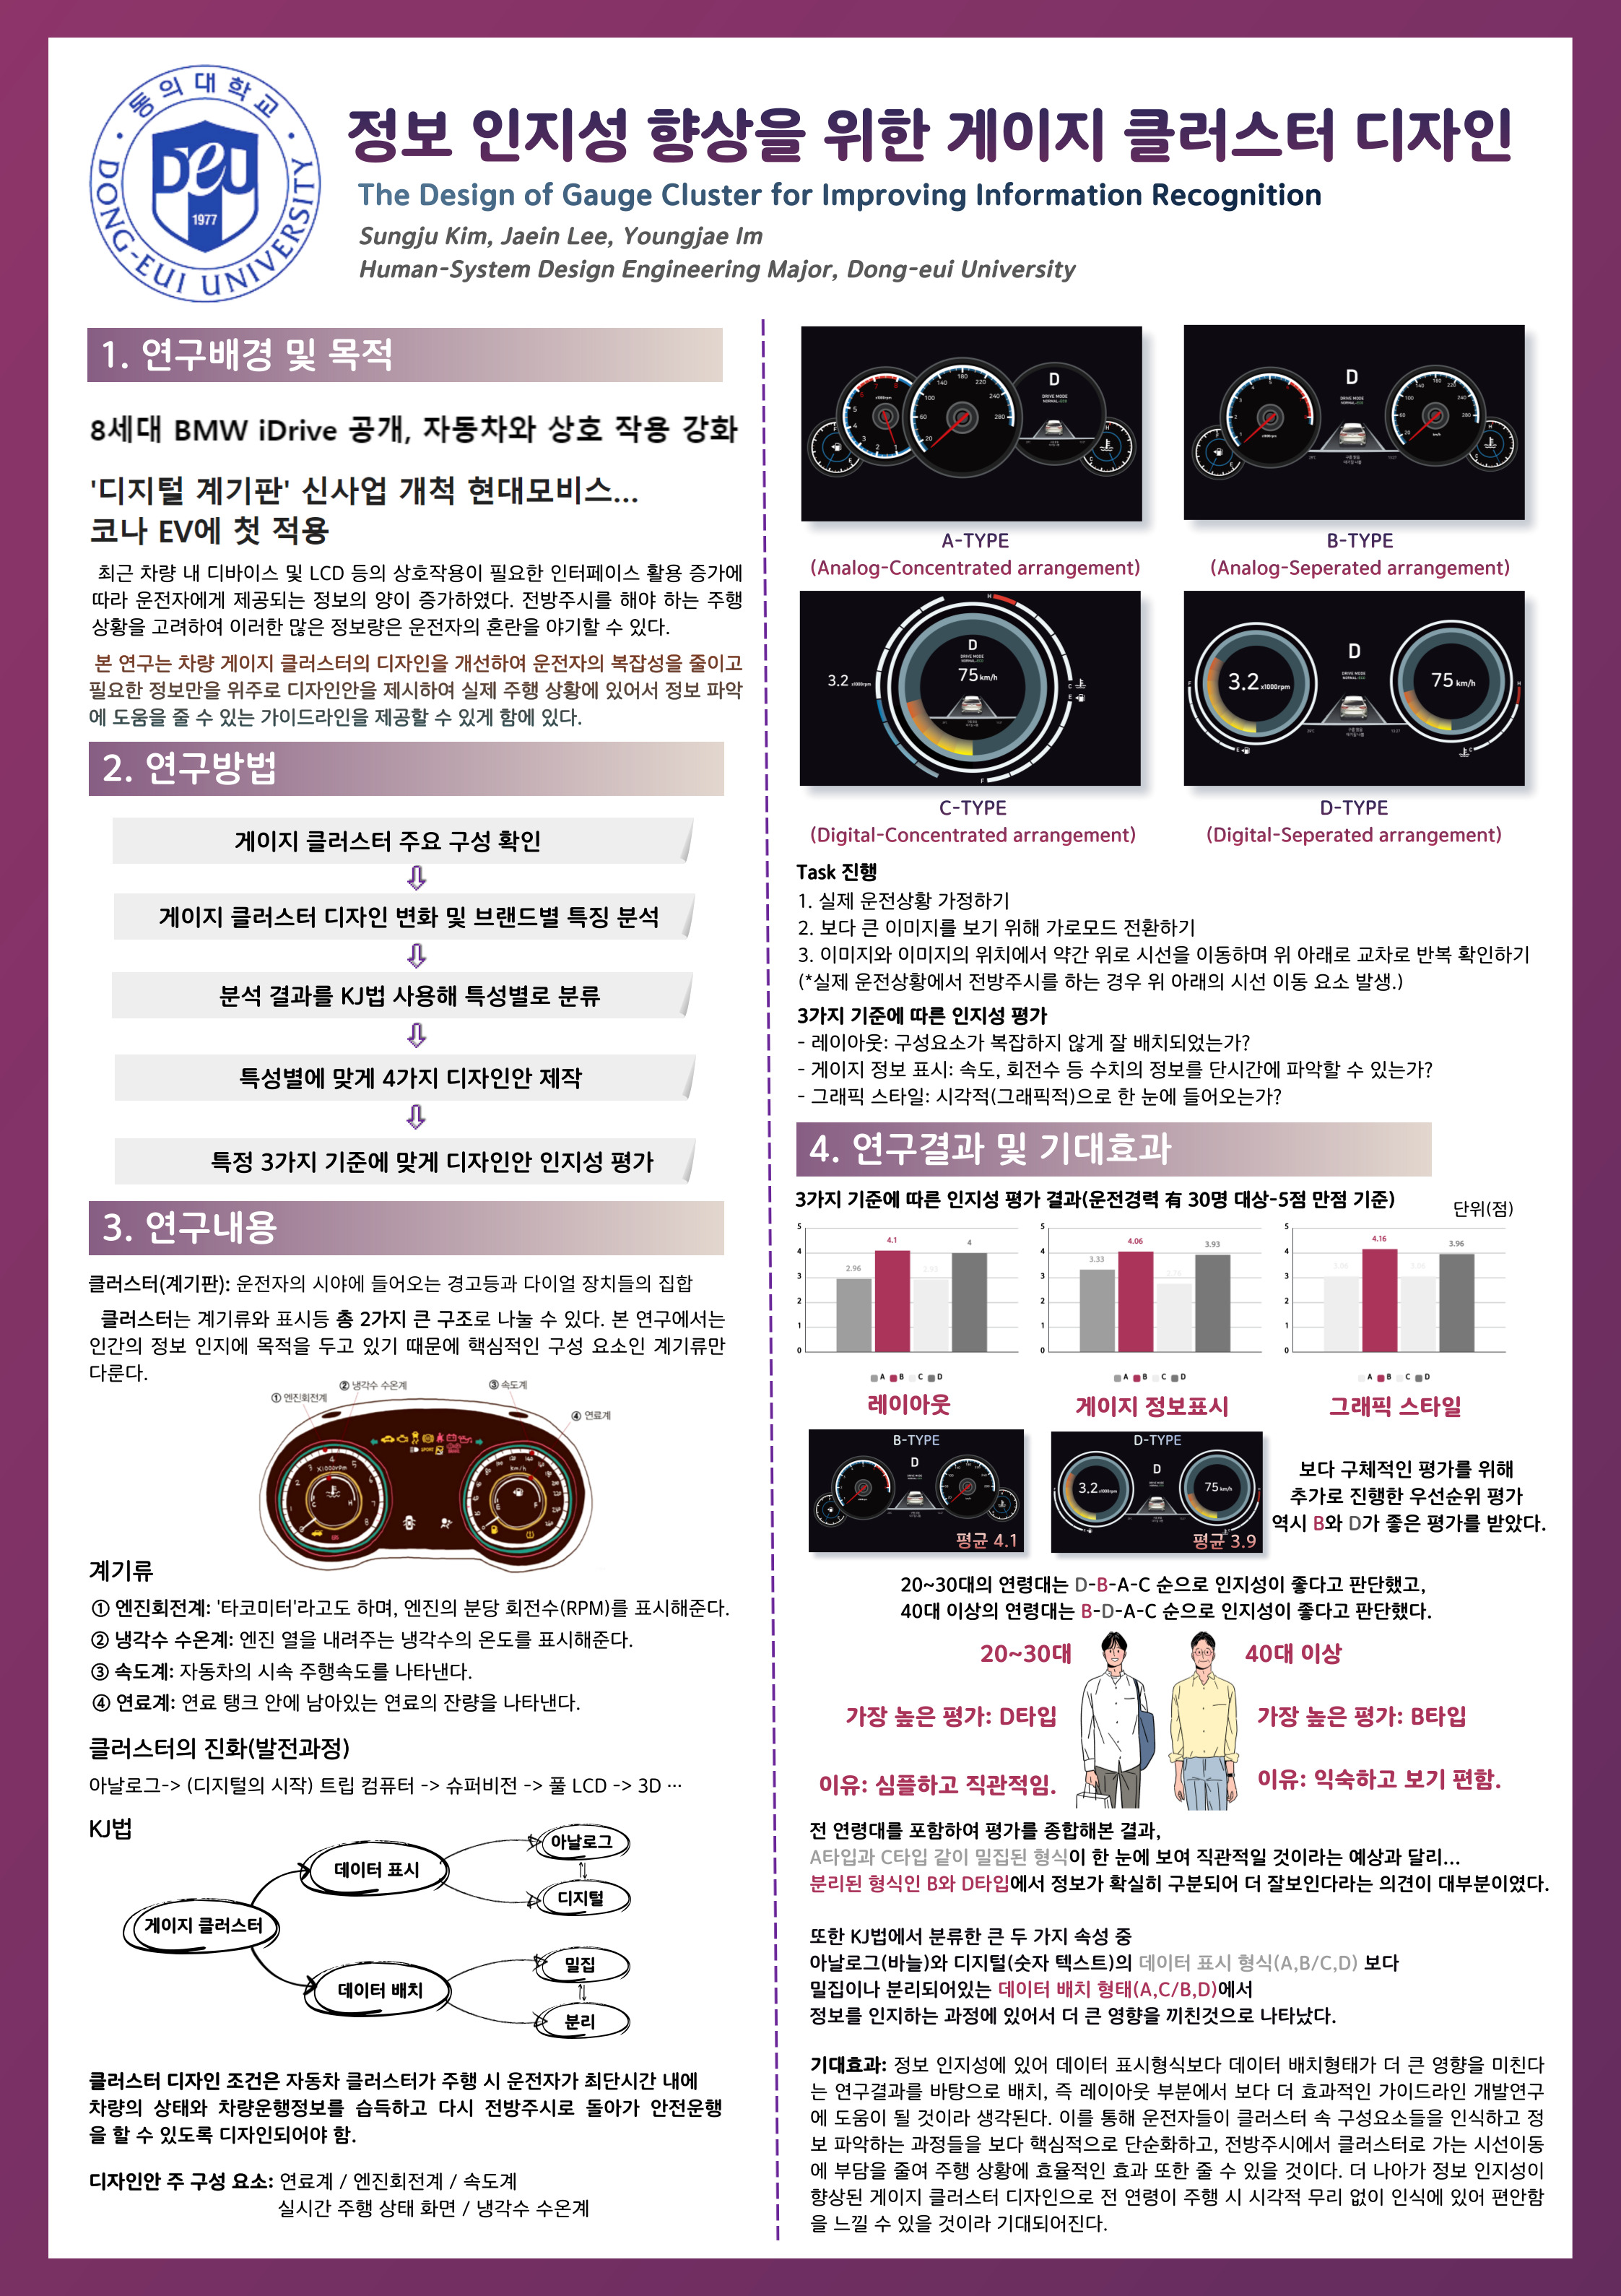 동의대학교
DONG-EUI UNIVERSITY
DEU
1977
정보 인지성 향상을 위한 게이지 클러스터 디자인
The Design of Gauge Cluster for Improving Information Recognition
Sungju Kim, Jaein Lee, Youngjae Im
Human-System Design Engineering Major, Dong-eui University
1. 연구배경 및 목적
8세대 BMW iDrive 공개, 자동차와 상호 작용 강화
'디지털 계기판' 신사업 개척 현대모비스...
코나 EV에 첫 적용
최근 차량 내 디바이스 및 LCD 등의 상호작용이 필요한 인터페이스 활용 증가에
따라 운전자에게 제공되는 정보의 양이 증가하였다. 전방주시를 해야 하는 주행
상황을 고려하여 이러한 많은 정보량은 운전자의 혼란을 야기할 수 있다.
본 연구는 차량 게이지 클러스터의 디자인을 개선하여 운전자의 복잡성을 줄이고
필요한 정보만을 위주로 디자인안을 제시하여 실제 주행 상황에 있어서 정보 파악
에 도움을 줄 수 있는 가이드라인을 제공할 수 있게 함에 있다.
2. 연구방법
게이지 클러스터 주요 구성 확인
게이지 클러스터 디자인 변화 및 브랜드별 특징 분석
분석 결과를 KJ법 사용해 특성별로 분류
특성별에 맞게 4가지 디자인안 제작
특정 3가지 기준에 맞게 디자인안 인지성 평가
3. 연구내용
클러스터(계기판): 운전자의 시야에 들어오는 경고등과 다이얼 장치들의 집합
클러스터는 계기류와 표시등 총 2가지 큰 구조로 나눌 수 있다. 본 연구에서는
인간의 정보 인지에 목적을 두고 있기 때문에 핵심적인 구성 요소인 계기류만
다룬다.
① 엔진회전계
② 냉각수 수온계
③ 속도계
④ 연료계
계기류
① 엔진회전계: '타코미터'라고도 하며, 엔진의 분당 회전수(RPM)를 표시해준다.
② 냉각수 수온계: 엔진 열을 내려주는 냉각수의 온도를 표시해준다.
③ 속도계: 자동차의 시속 주행속도를 나타낸다.
④ 연료계: 연료 탱크 안에 남아있는 연료의 잔량을 나타낸다.
클러스터의 진화(발전과정)
아날로그-> (디지털의 시작) 트립 컴퓨터 -> 슈퍼비전 -> 풀 LCD -> 3D ...
KJ법
게이지 클러스터
데이터 표시
아날로그
디지털
데이터 배치
밀집
분리
클러스터 디자인 조건은 자동차 클러스터가 주행 시 운전자가 최단시간 내에
차량의 상태와 차량운행정보를 습득하고 다시 전방주시로 돌아가 안전운행
을 할 수 있도록 디자인되어야 함.
디자인안 주 구성 요소: 연료계 / 엔진회전계 / 속도계
실시간 주행 상태 화면 / 냉각수 수온계
D
DRIVE MODE
A-TYPE
(Analog-Concentrated arrangement)
D
DRIVE MODE
B-TYPE
(Analog-Seperated arrangement)
D
DRIVE MODE
75 km/h
3.2 x1000rpm
C-TYPE
(Digital-Concentrated arrangement)
D
DRIVE MODE
3.2 x1000rpm
75 km/h
D-TYPE
(Digital-Seperated arrangement)
Task 진행
1. 실제 운전상황 가정하기
2. 보다 큰 이미지를 보기 위해 가로모드 전환하기
3. 이미지와 이미지의 위치에서 약간 위로 시선을 이동하며 위 아래로 교차로 반복 확인하기
(*실제 운전상황에서 전방주시를 하는 경우 위 아래의 시선 이동 요소 발생.)
3가지 기준에 따른 인지성 평가
- 레이아웃: 구성요소가 복잡하지 않게 잘 배치되었는가?
- 게이지 정보 표시: 속도, 회전수 등 수치의 정보를 단시간에 파악할 수 있는가?
- 그래픽 스타일: 시각적(그래픽적)으로 한 눈에 들어오는가?
4. 연구결과 및 기대효과
3가지 기준에 따른 인지성 평가 결과(운전경력 有 30명 대상-5점 만점 기준)
단위(점)
5 4 3 2 1 0
2.96 4.1 2.93 4
A B C D
레이아웃
5 4 3 2 1 0
3.33 4.06 3.93
A B C D
게이지 정보표시
5 4 3 2 1 0
3.06 4.16 3.06 3.96
A B C D
그래픽 스타일
B-TYPE
D
평균 4.1
D-TYPE
3.2 x1000rpm
D
75 km/h
평균 3.9
보다 구체적인 평가를 위해
추가로 진행한 우선순위 평가
역시 B와 D가 좋은 평가를 받았다.
20~30대의 연령대는 D-B-A-C 순으로 인지성이 좋다고 판단했고,
40대 이상의 연령대는 B-D-A-C 순으로 인지성이 좋다고 판단했다.
20~30대
40대 이상
가장 높은 평가: D타입
가장 높은 평가: B타입
이유: 심플하고 직관적임.
이유: 익숙하고 보기 편함.
전 연령대를 포함하여 평가를 종합해본 결과,
A타입과 C타입 같이 밀집된 형식이 한 눈에 보여 직관적일 것이라는 예상과 달리...
분리된 형식인 B와 D타입에서 정보가 확실히 구분되어 더 잘보인다라는 의견이 대부분이였다.
또한 KJ법에서 분류한 큰 두 가지 속성 중
아날로그(바늘)와 디지털(숫자 텍스트)의 데이터 표시 형식(A,B/C,D) 보다
밀집이나 분리되어있는 데이터 배치 형태(A,C/B,D)에서
정보를 인지하는 과정에 있어서 더 큰 영향을 끼친것으로 나타났다.
기대효과: 정보 인지성에 있어 데이터 표시형식보다 데이터 배치형태가 더 큰 영향을 미친다
는 연구결과를 바탕으로 배치, 즉 레이아웃 부분에서 보다 더 효과적인 가이드라인 개발연구
에 도움이 될 것이라 생각된다. 이를 통해 운전자들이 클러스터 속 구성요소들을 인식하고 정
보 파악하는 과정들을 보다 핵심적으로 단순화하고, 전방주시에서 클러스터로 가는 시선이동
에 부담을 줄여 주행 상황에 효율적인 효과 또한 줄 수 있을 것이다. 더 나아가 정보 인지성이
향상된 게이지 클러스터 디자인으로 전 연령이 주행 시 시각적 무리 없이 인식에 있어 편안함
을 느낄 수 있을 것이라 기대되어진다.